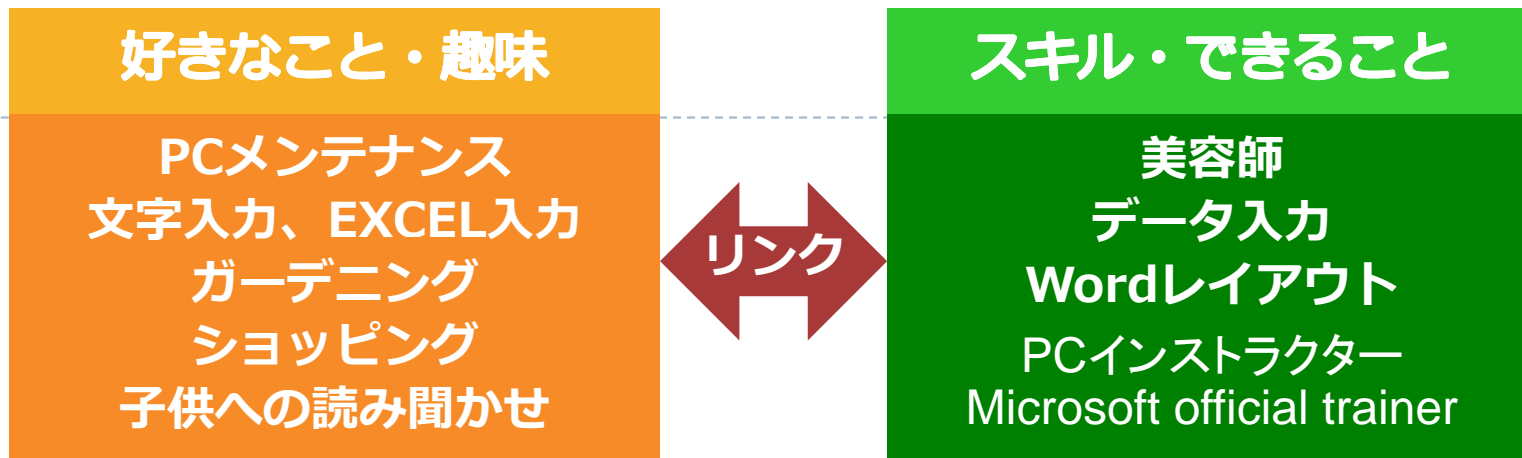 好きなこと・趣味
PCメンテナンス
文字入力、EXCEL入力
ガーデニング
ショッピング
子供への読み聞かせ
リンク
スキル・できること
美容師
データ入力
Wordレイアウト
PCインストラクター
Microsoft official trainer